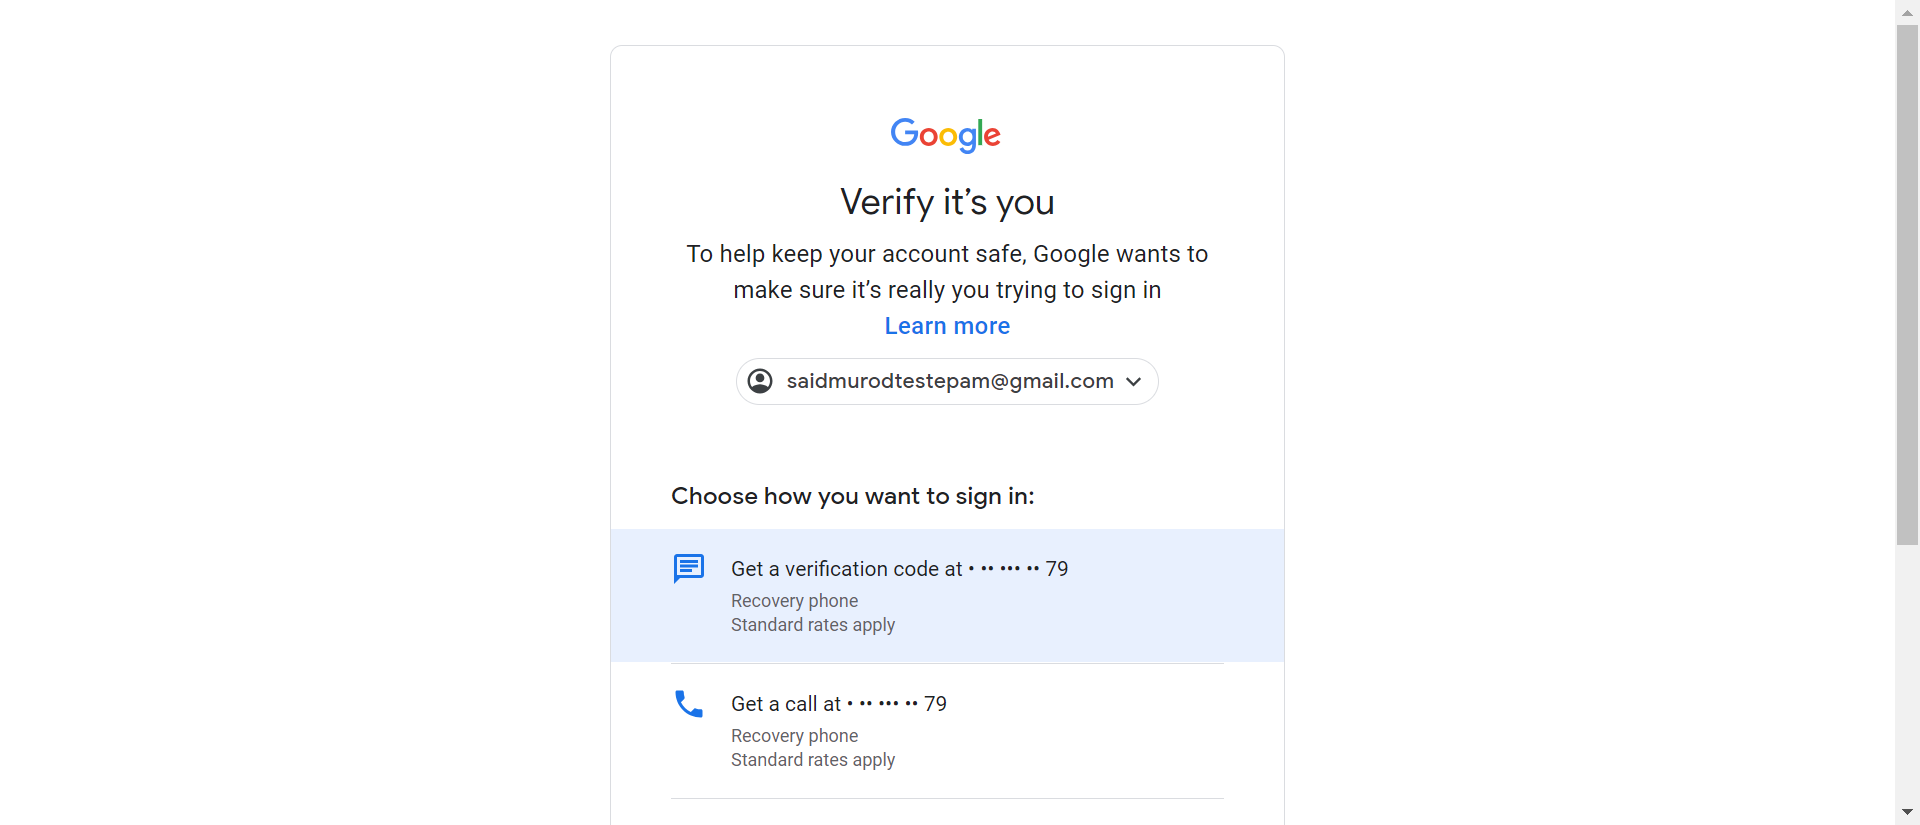 Google
Verify it’s you
To help keep your account safe, Google wants to
make sure it’s really you trying to sign in
Learn more
saidmurodtestepam@gmail.com
Choose how you want to sign in:
Get a verification code at • •• ••• •• 79
Recovery phone
Standard rates apply
Get a call at • •• ••• •• 79
Recovery phone
Standard rates apply